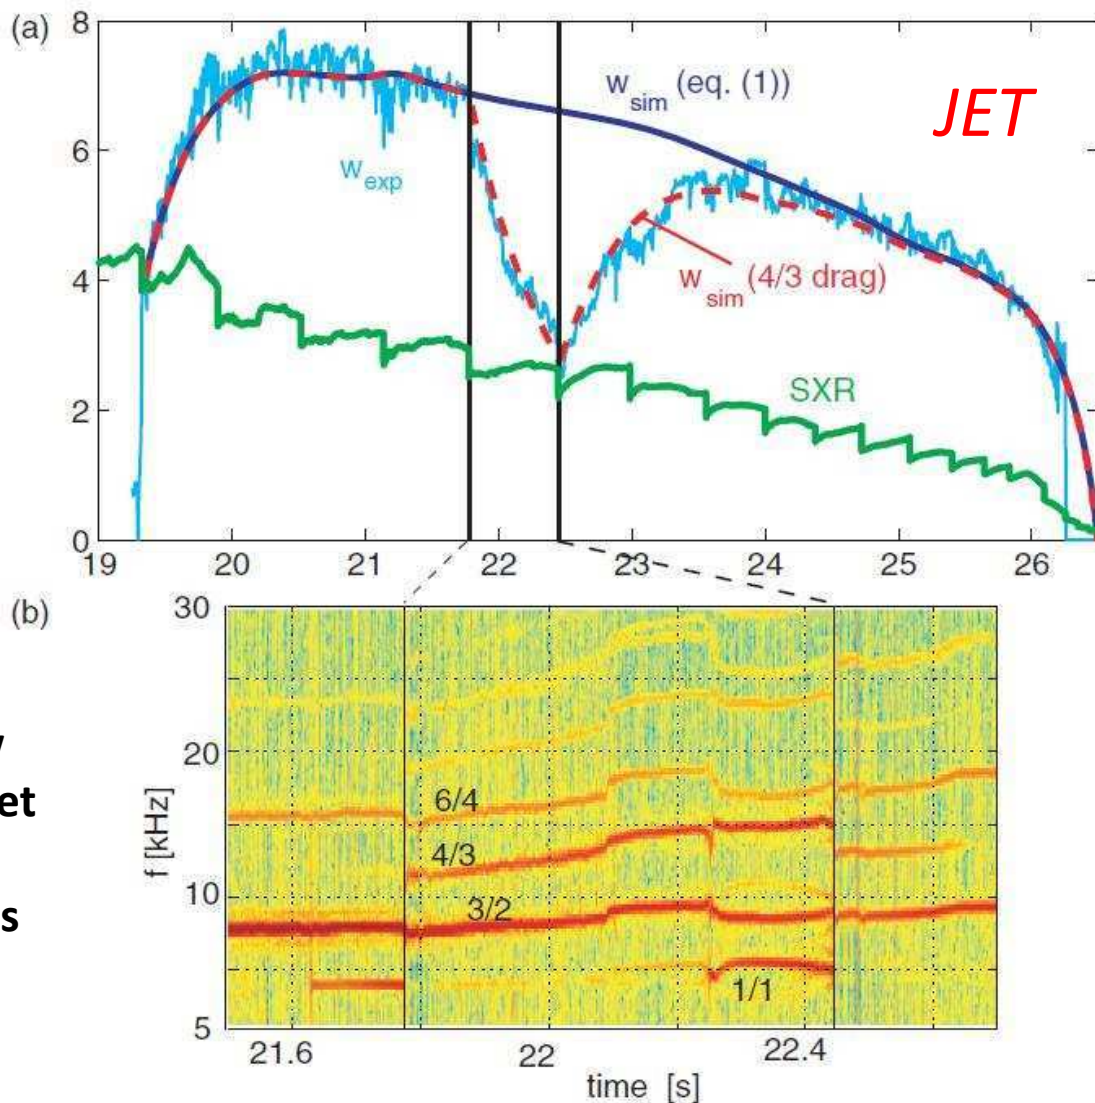 (a)
8
6
4
2
0
w_sim (eq. (1))
JET
w_exp
w_sim (4/3 drag)
SXR
19 20 21 22 23 24 25 26
(b)
30
20
10
5
f [kHz]
et
s
6/4
4/3
3/2
1/1
21.6 22 22.4
time [s]